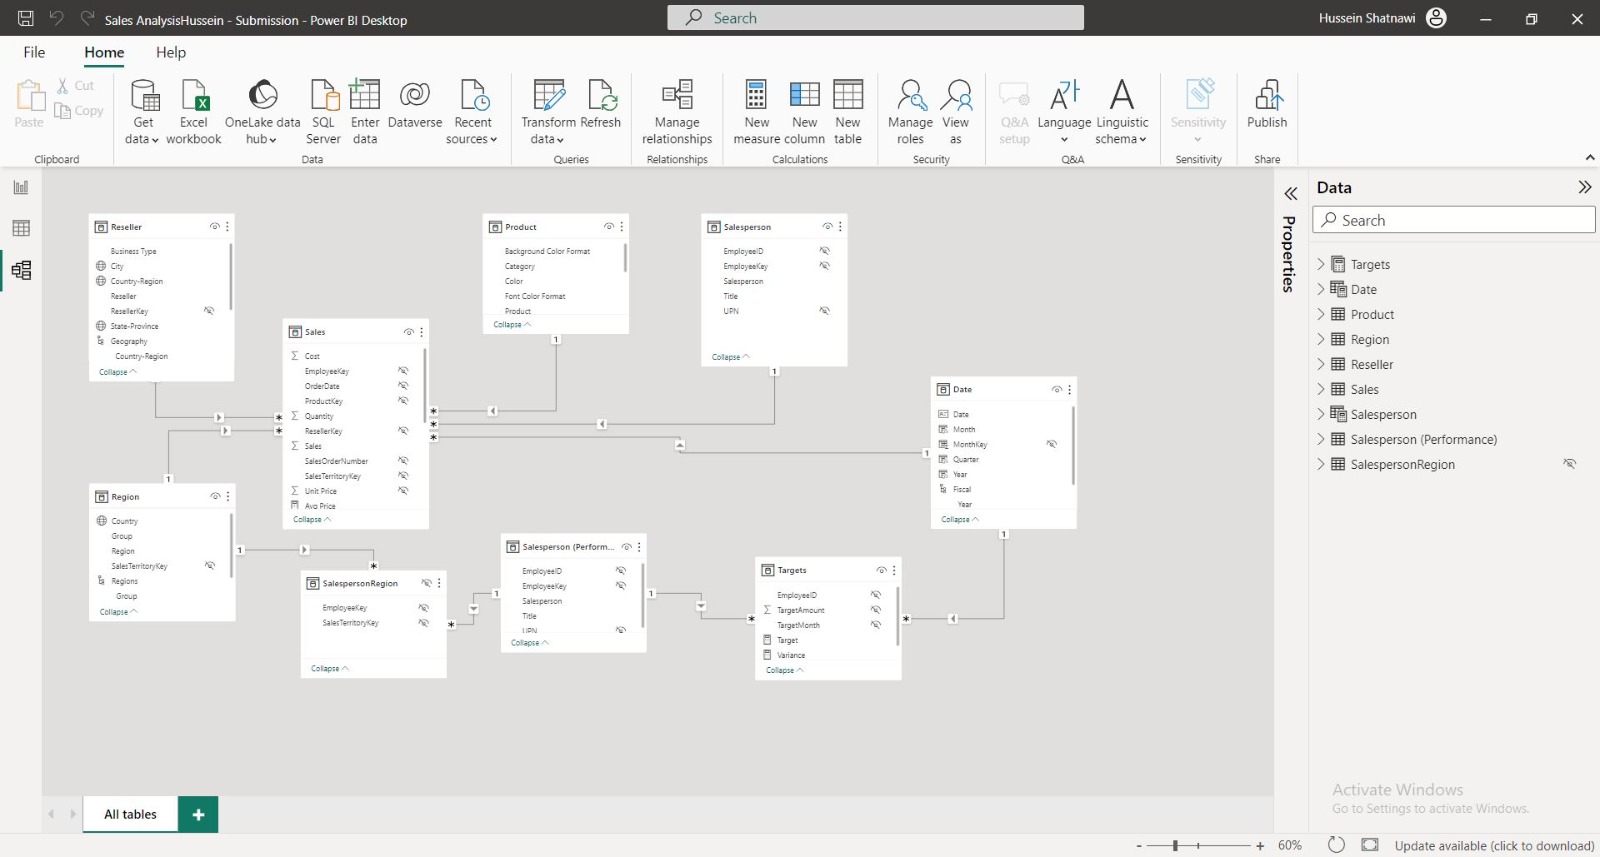 Sales AnalysisHussein - Submission - Power BI Desktop
Search
Hussein Shatnawi
File
Home
Help
Paste
Cut
Copy
Clipboard
Get data
Excel workbook
OneLake data hub
SQL Server
Enter data
Dataverse
Recent sources
Data
Transform data
Refresh
Queries
Manage relationships
Relationships
New measure
New column
New table
Calculations
Manage roles
View as
Security
Q&A setup
Language
Linguistic schema
Q&A
Sensitivity
Sensitivity
Publish
Share
Reseller
Business Type
City
Country-Region
Reseller
ResellerKey
State-Province
Geography
Country-Region
Collapse
Sales
Cost
EmployeeKey
OrderDate
ProductKey
Quantity
ResellerKey
Sales
SalesOrderNumber
SalesTerritoryKey
Unit Price
Avg Price
Collapse
Product
Background Color Format
Category
Color
Font Color Format
Product
Collapse
1
Salesperson
EmployeeID
EmployeeKey
Salesperson
Title
UPN
Collapse
1
Date
Date
Month
MonthKey
Quarter
Year
Fiscal
Year
Collapse
1
1
*
*
*
*
*
1
Region
Country
Group
Region
SalesTerritoryKey
Regions
Group
Collapse
1
*
SalespersonRegion
EmployeeKey
SalesTerritoryKey
Collapse
*
1
Salesperson (Perform...
EmployeeID
EmployeeKey
Salesperson
Title
UPN
Collapse
1
*
Targets
EmployeeID
TargetAmount
TargetMonth
Target
Variance
Collapse
*
Properties
Data
Search
Targets
Date
Product
Region
Reseller
Sales
Salesperson
Salesperson (Performance)
SalespersonRegion
Activate Windows
Go to Settings to activate Windows.
All tables
+
- + 60%
Update available (click to download)